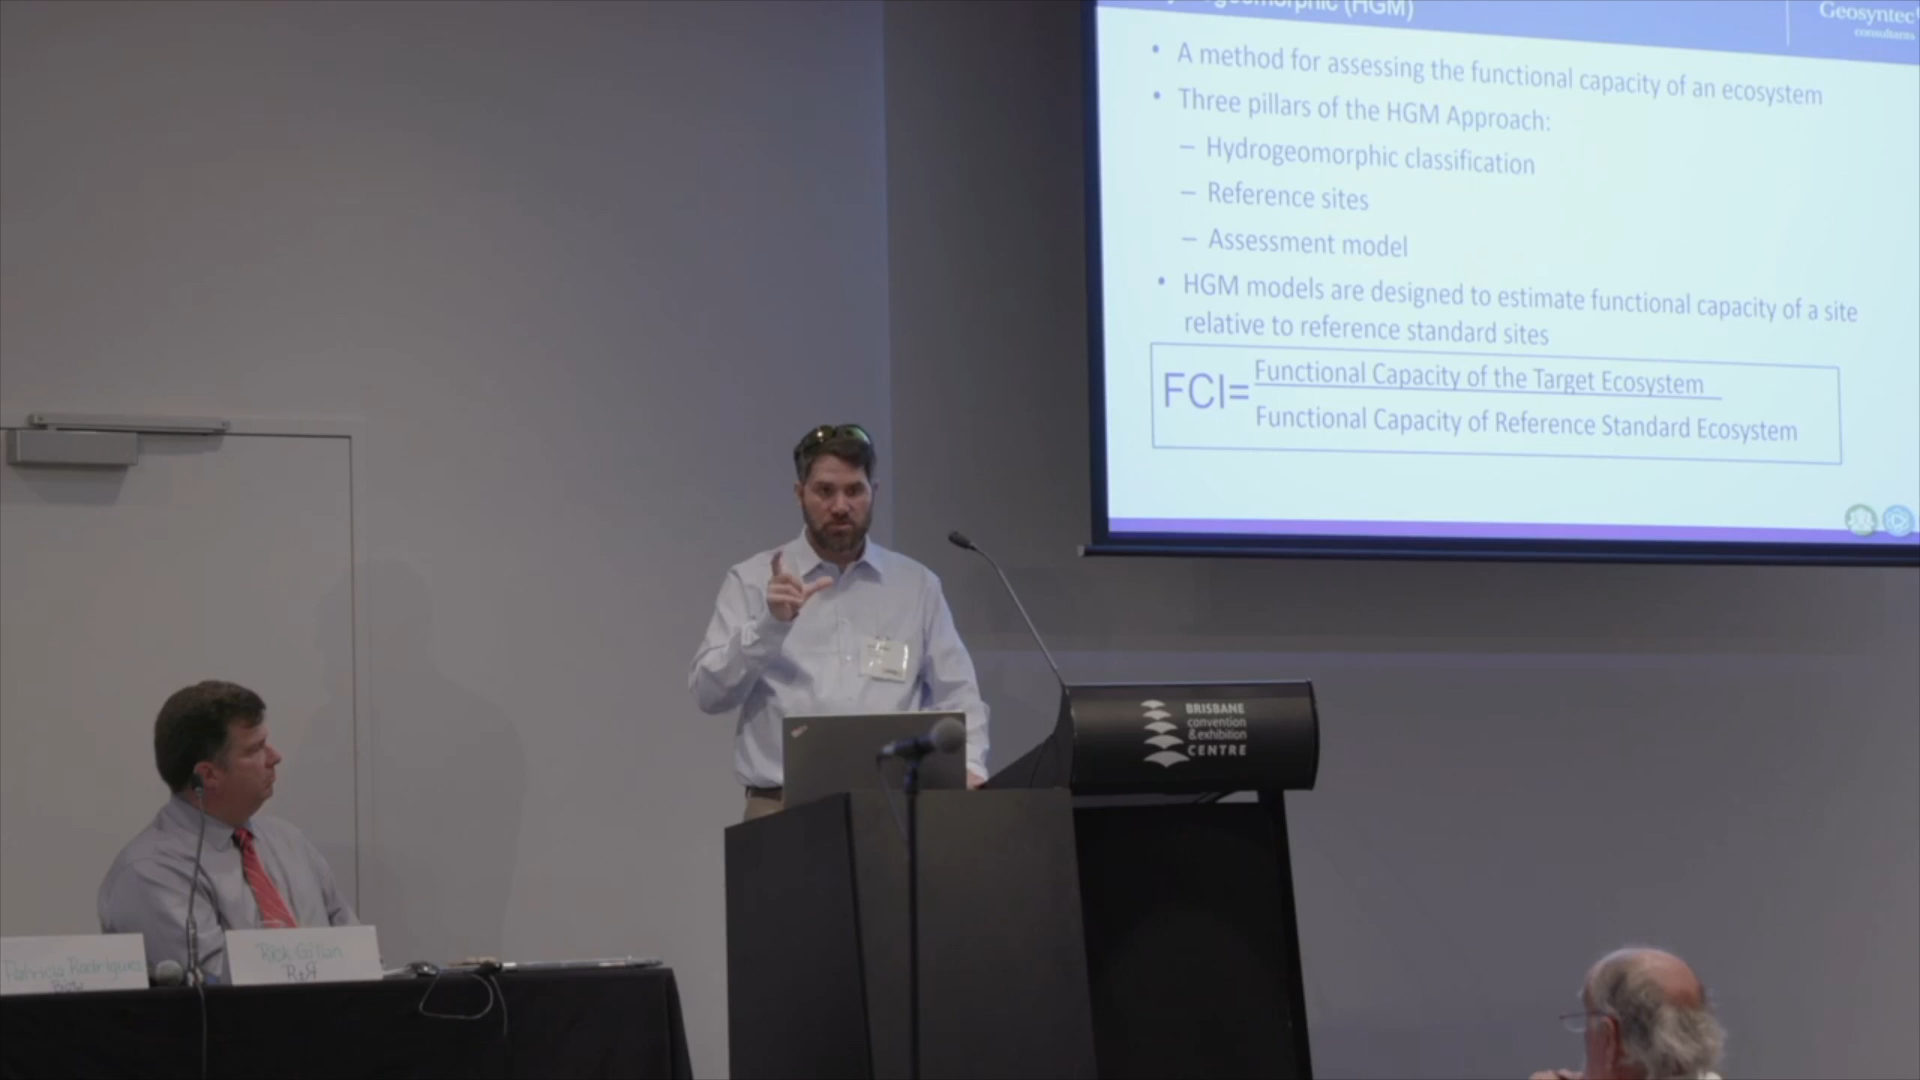 (HGM)
Geosyntec
consultants
• A method for assessing the functional capacity of an ecosystem
• Three pillars of the HGM Approach:
– Hydrogeomorphic classification
– Reference sites
– Assessment model
• HGM models are designed to estimate functional capacity of a site
relative to reference standard sites
FCI= Functional Capacity of the Target Ecosystem
Functional Capacity of Reference Standard Ecosystem
BRISBANE
convention
& exhibition
CENTRE
Patricia Rodrigues
Rick Gillan